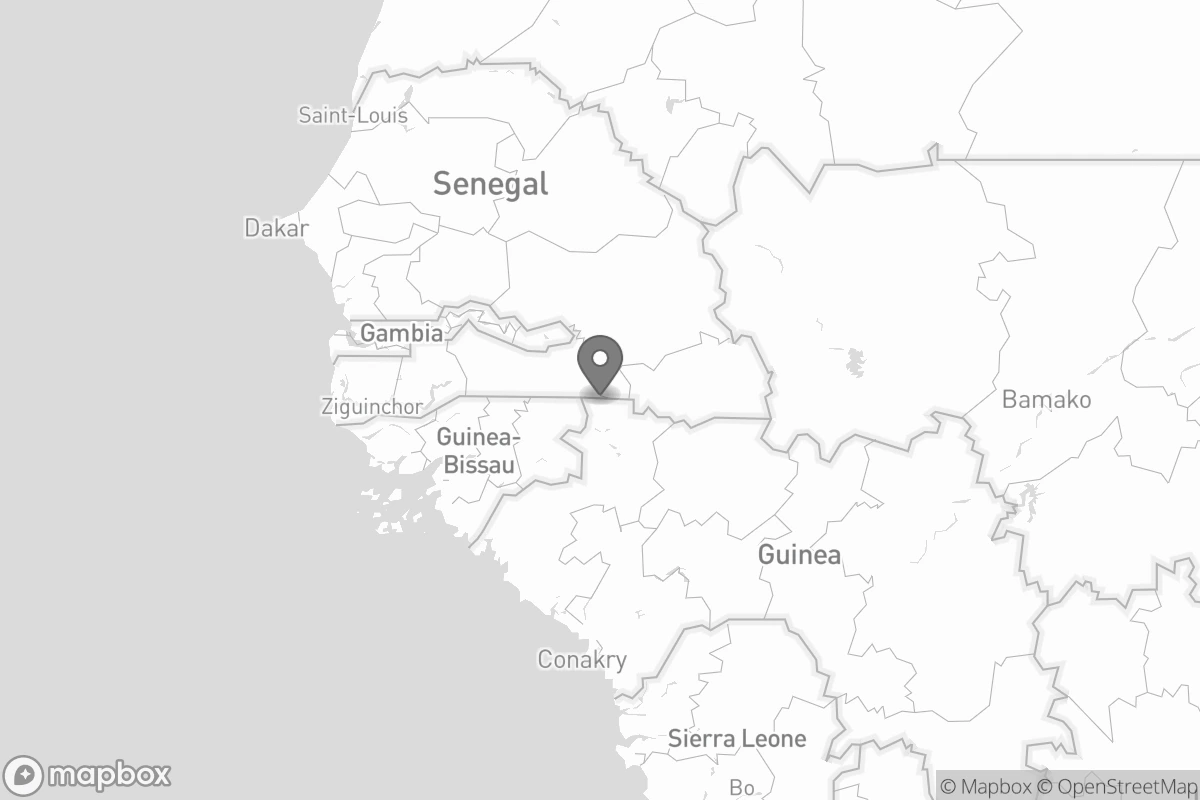 Saint-Louis
Senegal
Dakar
Gambia
Ziguinchor
Bamako
Guinea-
Bissau
Guinea
Conakry
Sierra Leone
Bo
mapbox
© Mapbox © OpenStreetMap